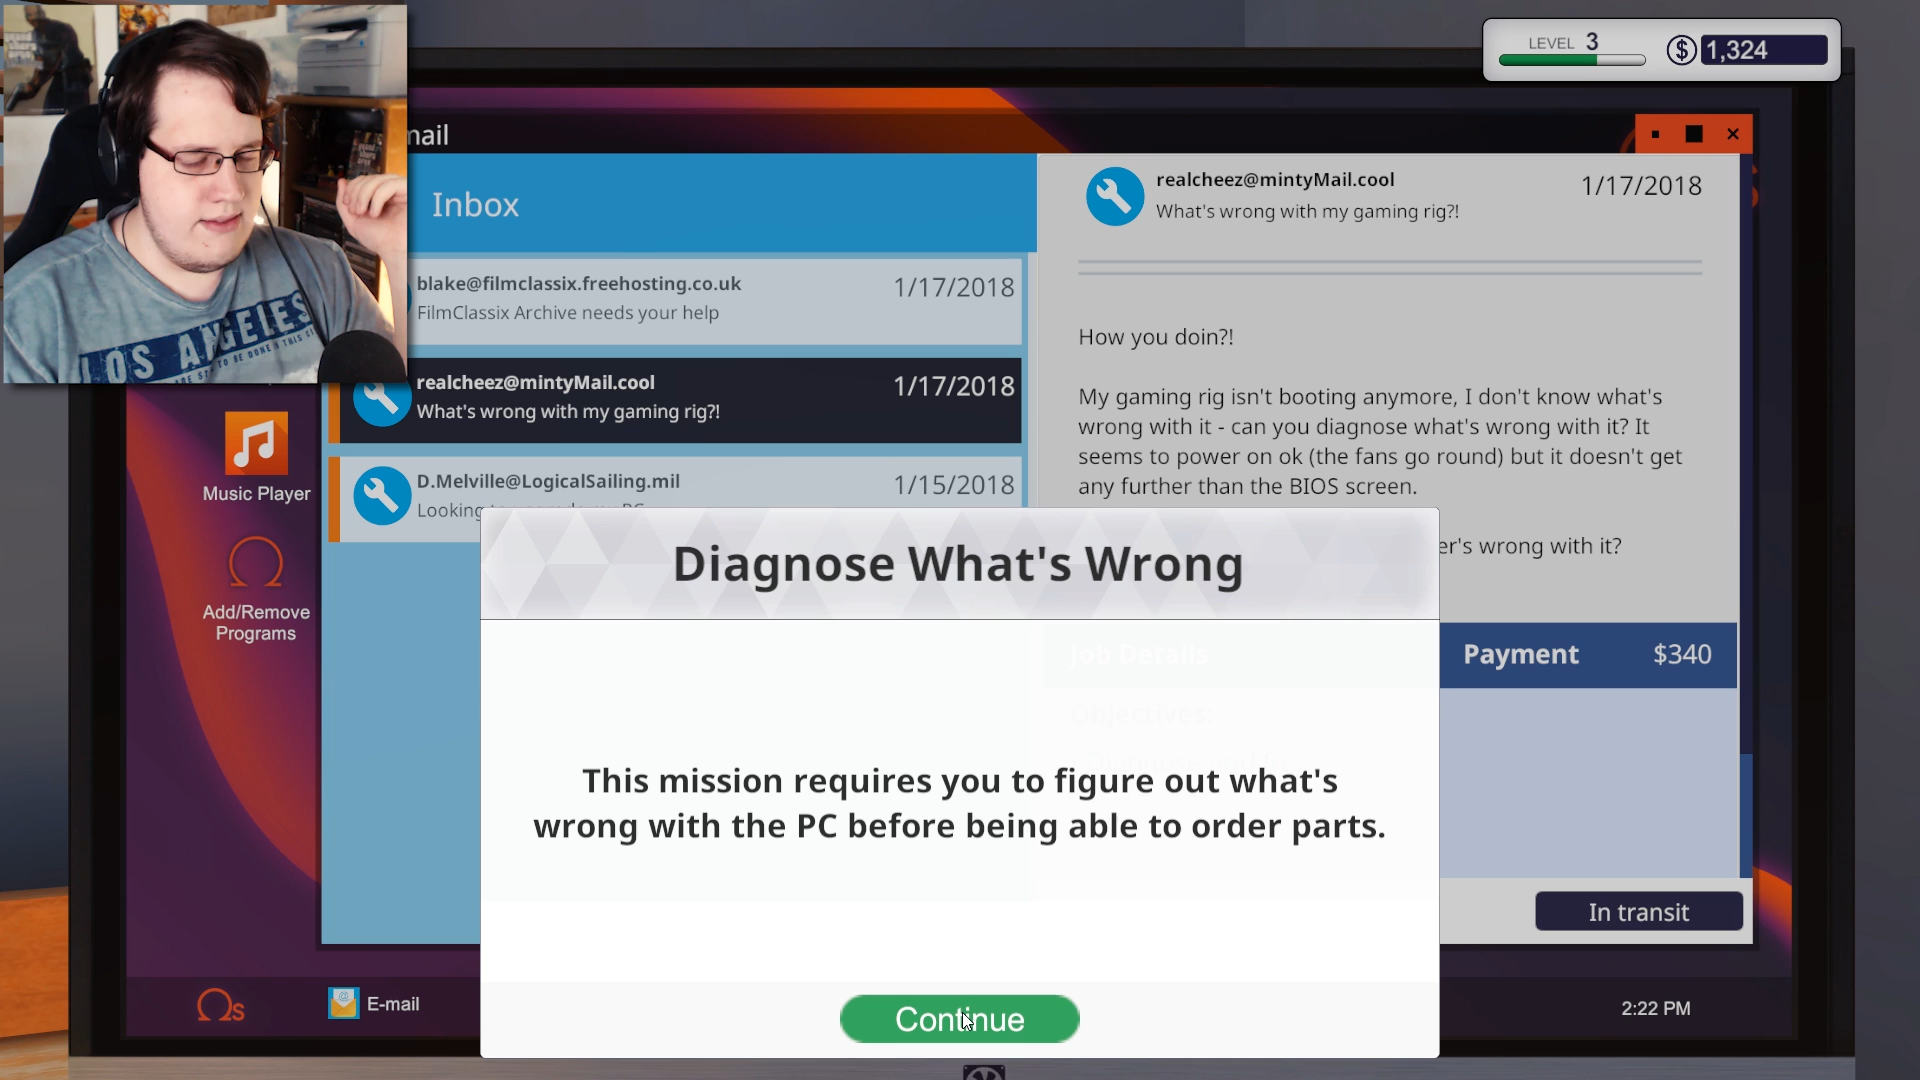 LEVEL 3
$ 1,324
mail
Inbox
blake@filmclassix.freehosting.co.uk
1/17/2018
FilmClassix Archive needs your help
realcheez@mintyMail.cool
1/17/2018
What's wrong with my gaming rig?!
D.Melville@LogicalSailing.mil
1/15/2018
Looking
realcheez@mintyMail.cool
1/17/2018
What's wrong with my gaming rig?!
How you doin?!
My gaming rig isn't booting anymore, I don't know what's
wrong with it - can you diagnose what's wrong with it? It
seems to power on ok (the fans go round) but it doesn't get
any further than the BIOS screen.
er's wrong with it?
Job Details
Payment $340
Objectives:
In transit
Diagnose What's Wrong
This mission requires you to figure out what's
wrong with the PC before being able to order parts.
Continue
Music Player
Add/Remove
Programs
Ωs
E-mail
2:22 PM
LOS ANGELES